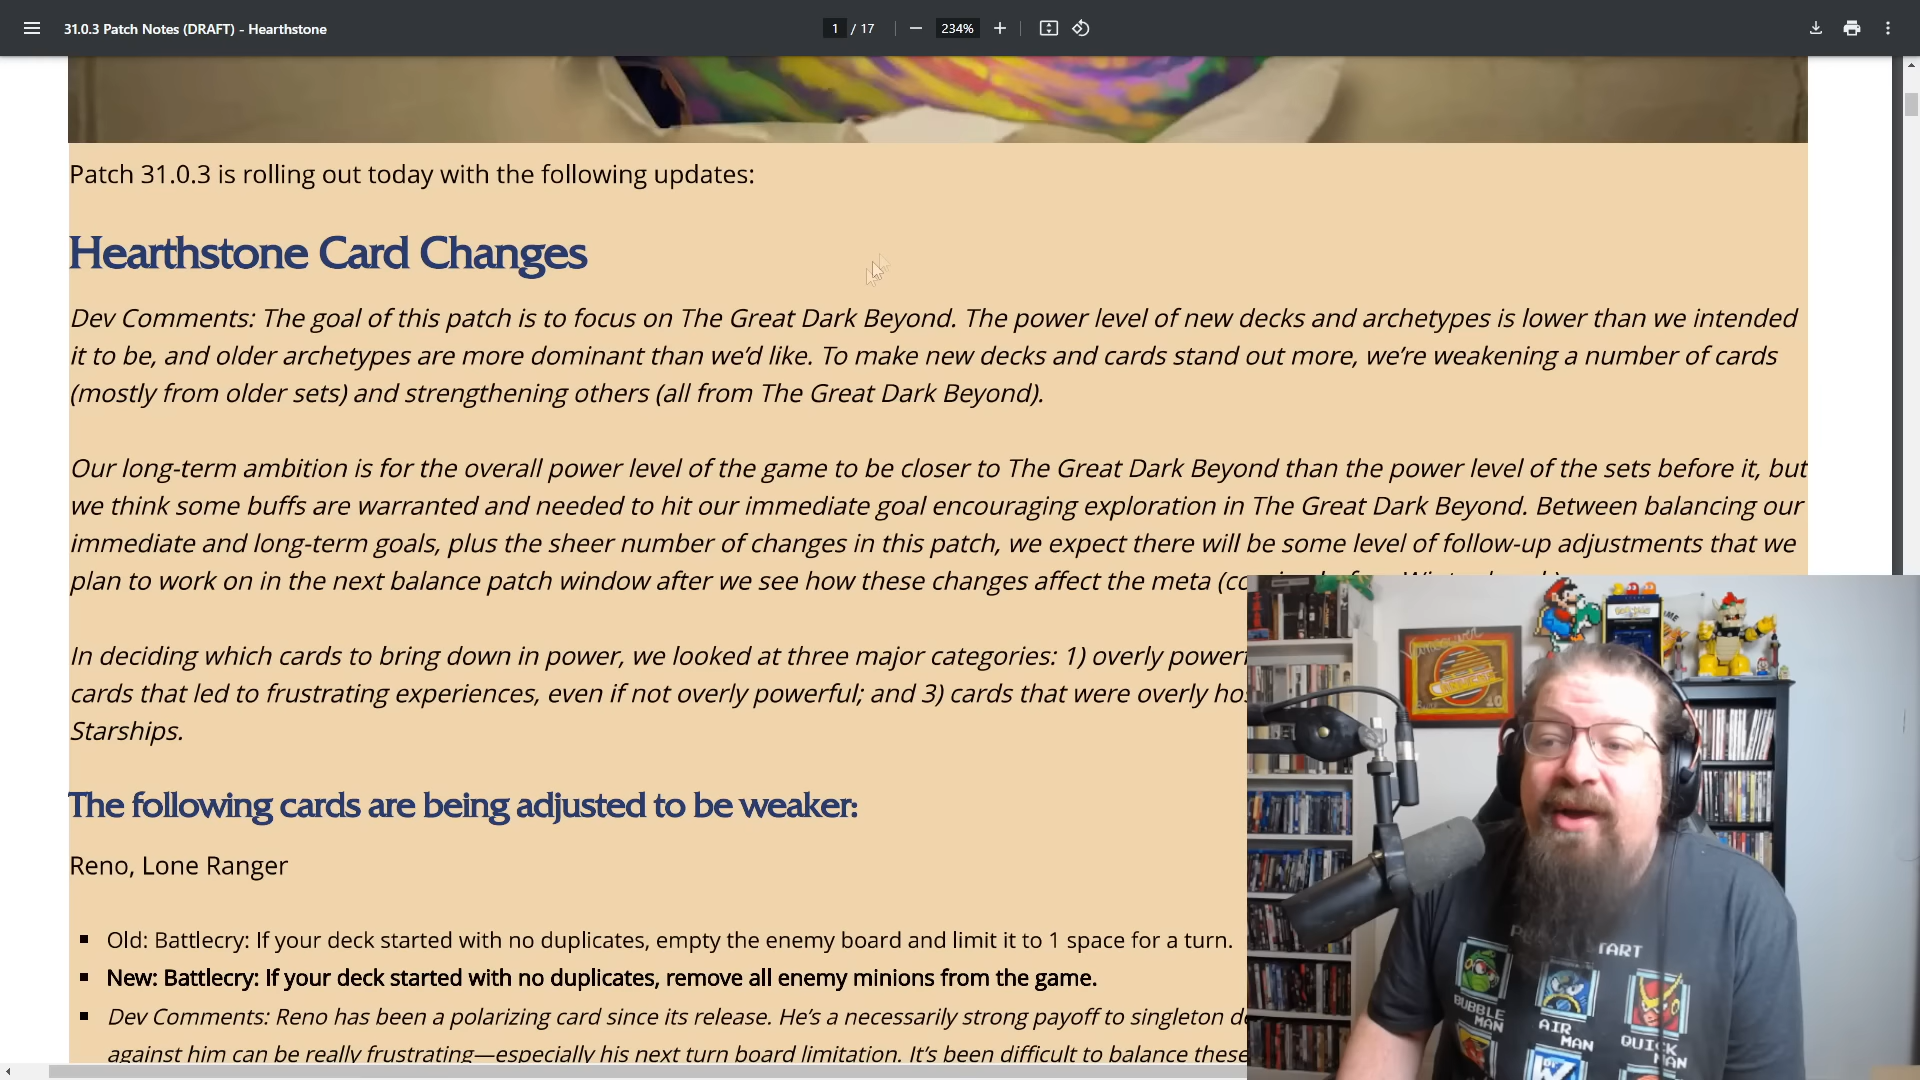 31.0.3 Patch Notes (DRAFT) - Hearthstone
1 / 17
234%
Patch 31.0.3 is rolling out today with the following updates:
Hearthstone Card Changes
Dev Comments: The goal of this patch is to focus on The Great Dark Beyond. The power level of new decks and archetypes is lower than we intended
it to be, and older archetypes are more dominant than we'd like. To make new decks and cards stand out more, we're weakening a number of cards
(mostly from older sets) and strengthening others (all from The Great Dark Beyond).
Our long-term ambition is for the overall power level of the game to be closer to The Great Dark Beyond than the power level of the sets before it, but
we think some buffs are warranted and needed to hit our immediate goal encouraging exploration in The Great Dark Beyond. Between balancing our
immediate and long-term goals, plus the sheer number of changes in this patch, we expect there will be some level of follow-up adjustments that we
plan to work on in the next balance patch window after we see how these changes affect the meta
In deciding which cards to bring down in power, we looked at three major categories: 1) overly
cards that led to frustrating experiences, even if not overly powerful; and 3) cards that were overly
Starships.
The following cards are being adjusted to be weaker:
Reno, Lone Ranger
Old: Battlecry: If your deck started with no duplicates, empty the enemy board and limit it to 1 space for a turn.
New: Battlecry: If your deck started with no duplicates, remove all enemy minions from the game.
Dev Comments: Reno has been a polarizing card since its release. He's a necessarily strong payoff to singleton
against him can be really frustrating—especially his next turn board limitation. It's been difficult to balance these
TART
BUBBLE
MAN
AIR
MAN
QUICK
MAN